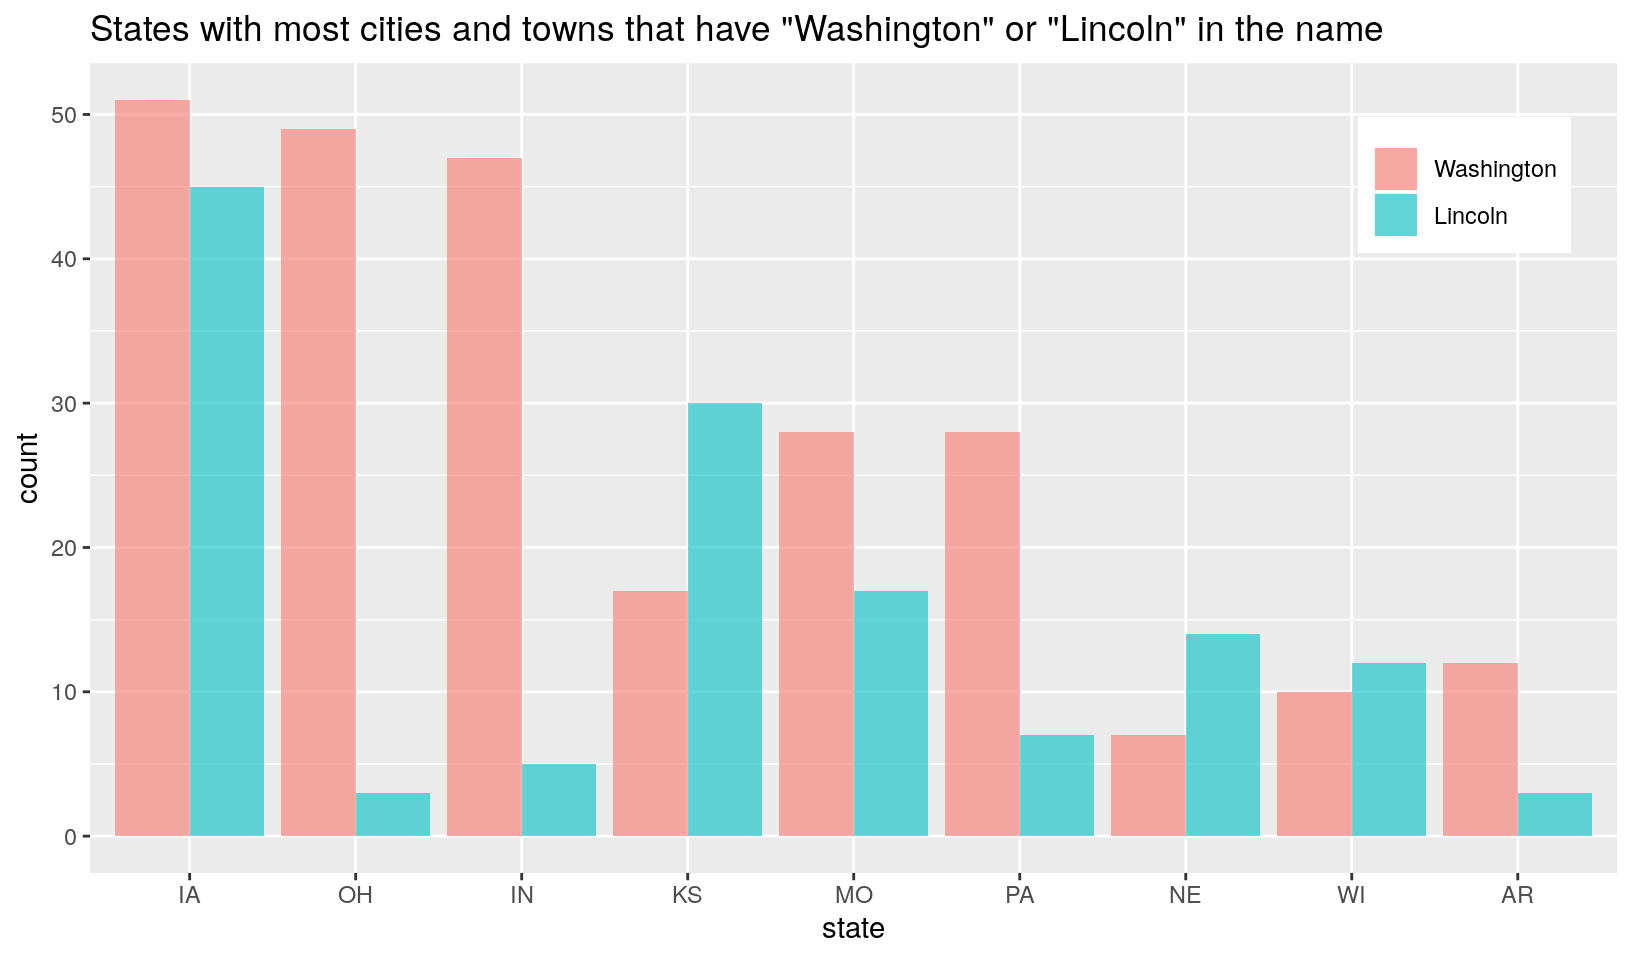 States with most cities and towns that have "Washington" or "Lincoln" in the name
50
40
30
20
10
0
count
Washington
Lincoln
IA OH IN KS MO PA NE WI AR
state